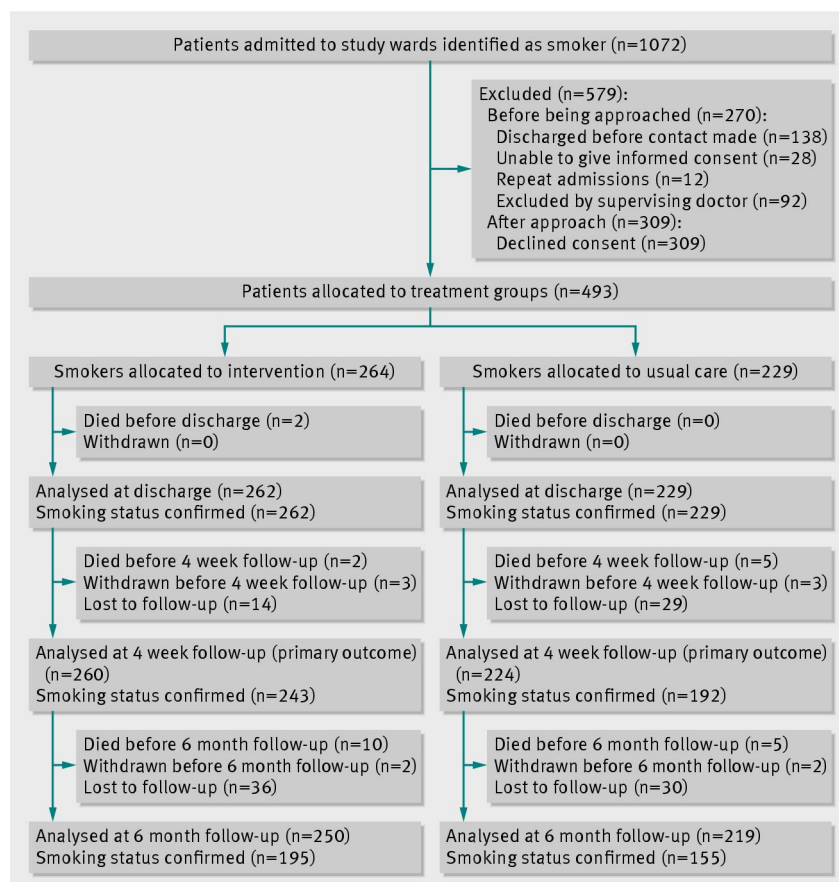 Patients admitted to study wards identified as smoker (n=1072)
Excluded (n=579):
Before being approached (n=270):
Discharged before contact made (n=138)
Unable to give informed consent (n=28)
Repeat admissions (n=12)
Excluded by supervising doctor (n=92)
After approach (n=309):
Declined consent (n=309)
Patients allocated to treatment groups (n=493)
Smokers allocated to intervention (n=264)
Died before discharge (n=2)
Withdrawn (n=0)
Analysed at discharge (n=262)
Smoking status confirmed (n=262)
Died before 4 week follow-up (n=2)
Withdrawn before 4 week follow-up (n=3)
Lost to follow-up (n=14)
Analysed at 4 week follow-up (primary outcome)
(n=260)
Smoking status confirmed (n=243)
Died before 6 month follow-up (n=10)
Withdrawn before 6 month follow-up (n=2)
Lost to follow-up (n=36)
Analysed at 6 month follow-up (n=250)
Smoking status confirmed (n=195)
Smokers allocated to usual care (n=229)
Died before discharge (n=0)
Withdrawn (n=0)
Analysed at discharge (n=229)
Smoking status confirmed (n=229)
Died before 4 week follow-up (n=5)
Withdrawn before 4 week follow-up (n=3)
Lost to follow-up (n=29)
Analysed at 4 week follow-up (primary outcome)
(n=224)
Smoking status confirmed (n=192)
Died before 6 month follow-up (n=5)
Withdrawn before 6 month follow-up (n=2)
Lost to follow-up (n=30)
Analysed at 6 month follow-up (n=219)
Smoking status confirmed (n=155)